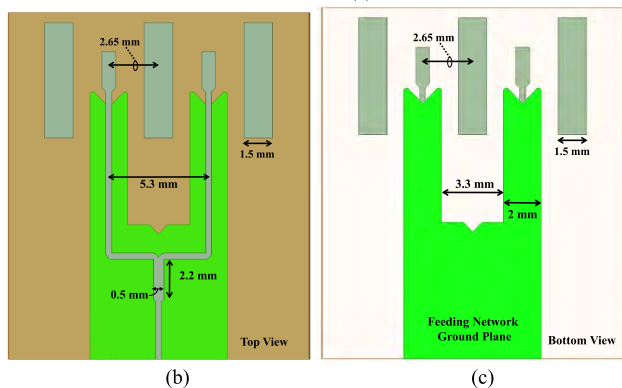 2.65 mm
1.5 mm
5.3 mm
2.2 mm
0.5 mm
Top View
(b)
2.65 mm
1.5 mm
3.3 mm
2 mm
Feeding Network
Ground Plane
Bottom View
(c)